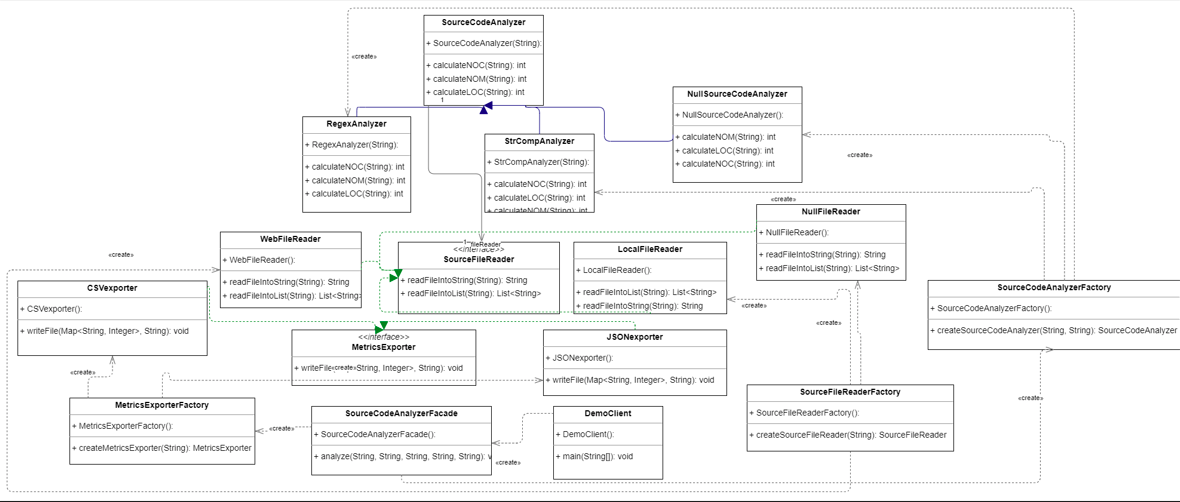 SourceCodeAnalyzer
+ SourceCodeAnalyzer(String):
+ calculateNOC(String): int
+ calculateNOM(String): int
+ calculateLOC(String): int
1
«create»
RegexAnalyzer
+ RegexAnalyzer(String):
+ calculateNOC(String): int
+ calculateNOM(String): int
+ calculateLOC(String): int
StrCompAnalyzer
+ StrCompAnalyzer(String):
+ calculateNOC(String): int
+ calculateLOC(String): int
+ calculateNOM(String): int
NullSourceCodeAnalyzer
+ NullSourceCodeAnalyzer():
+ calculateNOM(String): int
+ calculateLOC(String): int
+ calculateNOC(String): int
«create»
«create»
NullFileReader
+ NullFileReader():
+ readFileIntoString(String): String
+ readFileIntoList(String): List<String>
WebFileReader
+ WebFileReader():
+ readFileIntoString(String): String
+ readFileIntoList(String): List<String>
1
fileReader
<<interface>>
SourceFileReader
+ readFileIntoString(String): String
+ readFileIntoList(String): List<String>
LocalFileReader
+ LocalFileReader():
+ readFileIntoList(String): List<String>
+ readFileIntoString(String): String
«create»
CSVexporter
+ CSVexporter():
+ writeFile(Map<String, Integer>, String): void
«create»
«create»
SourceCodeAnalyzerFactory
+ SourceCodeAnalyzerFactory():
+ createSourceCodeAnalyzer(String, String): SourceCodeAnalyzer
<<interface>>
MetricsExporter
+ writeFile «create» String, Integer>, String): void
JSONexporter
+ JSONexporter():
+ writeFile(Map<String, Integer>, String): void
«create»
MetricsExporterFactory
+ MetricsExporterFactory():
+ createMetricsExporter(String): MetricsExporter
«create»
SourceCodeAnalyzerFacade
+ SourceCodeAnalyzerFacade():
+ analyze(String, String, String, String, String): v
«create»
DemoClient
+ DemoClient():
+ main(String[]): void
SourceFileReaderFactory
+ SourceFileReaderFactory():
+ createSourceFileReader(String): SourceFileReader
«create»